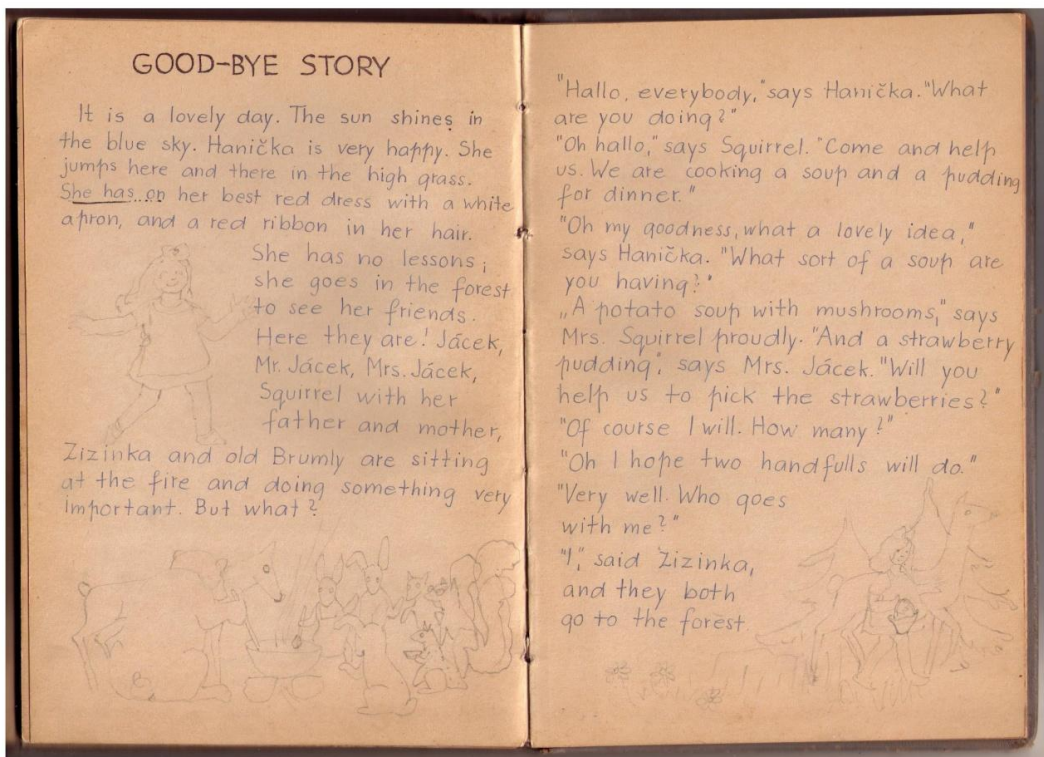 GOOD-BYE STORY
It is a lovely day. The sun shines in
the blue sky. Hanička is very happy. She
jumps here and there in the high grass.
She has on her best red dress with a white
apron, and a red ribbon in her hair.
She has no lessons;
she goes in the forest
to see her friends.
Here they are! Jácek,
Mr. Jácek, Mrs. Jácek,
Squirrel with her
father and mother,
Zizinka and old Brumly are sitting
at the fire and doing something very
important. But what?
"Hallo, everybody," says Hanička. "What
are you doing?"
"Oh hallo," says Squirrel. "Come and help
us. We are cooking a soup and a pudding
for dinner."
"Oh my goodness, what a lovely idea,"
says Hanička. "What sort of a soup are
you having?"
„A potato soup with mushrooms," says
Mrs. Squirrel proudly. "And a strawberry
pudding", says Mrs. Jácek. "Will you
help us to pick the strawberries?"
"Of course I will. How many?"
"Oh I hope two handfulls will do."
"Very well. Who goes
with me?"
"I," said Zizinka,
and they both
go to the forest